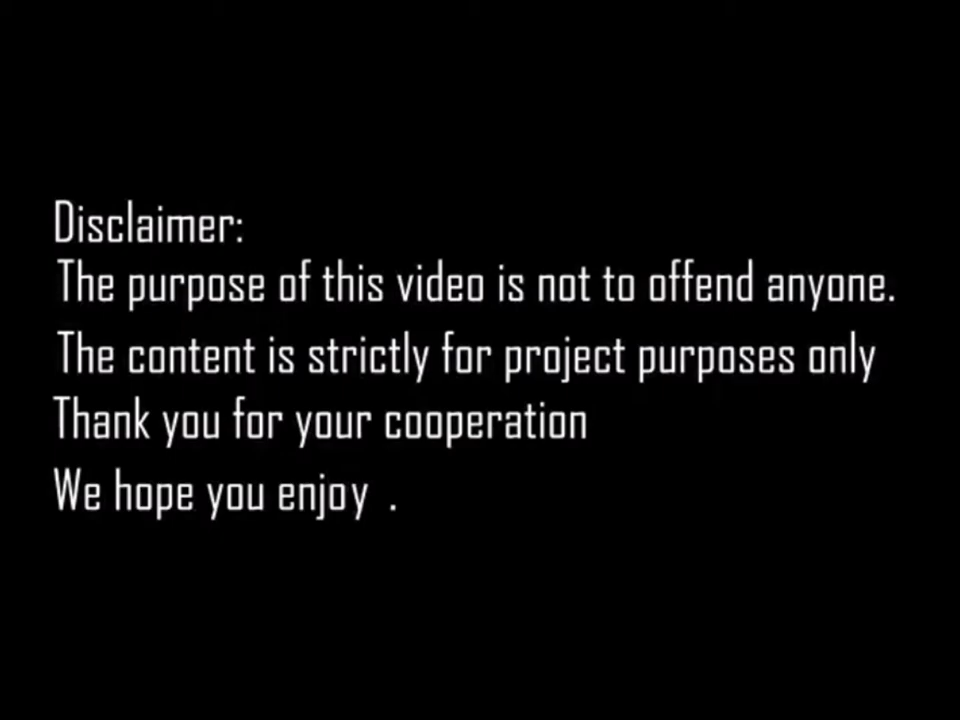 Disclaimer:
The purpose of this video is not to offend anyone.
The content is strictly for project purposes only
Thank you for your cooperation
We hope you enjoy .